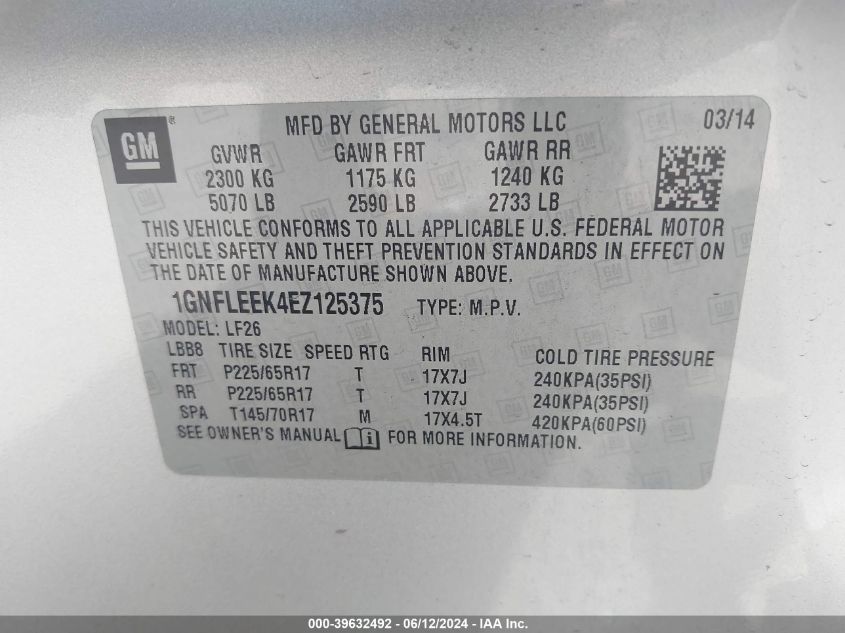 GM ® MFD BY GENERAL MOTORS LLC 03/14
GVWR GAWR FRT GAWR RR
2300 KG 1175 KG 1240 KG
5070 LB 2590 LB 2733 LB
THIS VEHICLE CONFORMS TO ALL APPLICABLE U.S. FEDERAL MOTOR
VEHICLE SAFETY AND THEFT PREVENTION STANDARDS IN EFFECT ON
THE DATE OF MANUFACTURE SHOWN ABOVE.
1GNFLEEK4EZ125375 TYPE: M.P.V.
MODEL: LF26
LBB8 TIRE SIZE SPEED RTG RIM COLD TIRE PRESSURE
FRT P225/65R17 T 17X7J 240KPA(35PSI)
RR P225/65R17 T 17X7J 240KPA(35PSI)
SPA T145/70R17 M 17X4.5T 420KPA(60PSI)
SEE OWNER'S MANUAL FOR MORE INFORMATION.
000-39632492 - 06/12/2024 - IAA Inc.